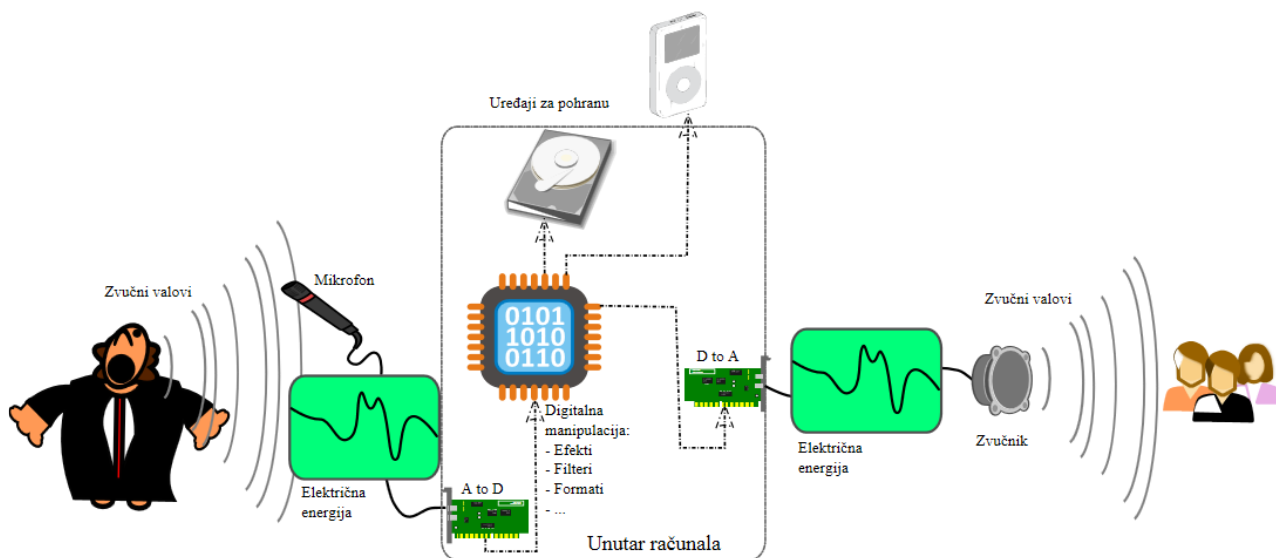 Uređaji za pohranu
Zvučni valovi
Mikrofon
Zvučni valovi
0101
1010
0110
D to A
Digitalna
manipulacija:
- Efekti
- Filteri
- Formati
- ...
Električna
energija
A to D
Električna
energija
Zvučnik
Unutar računala